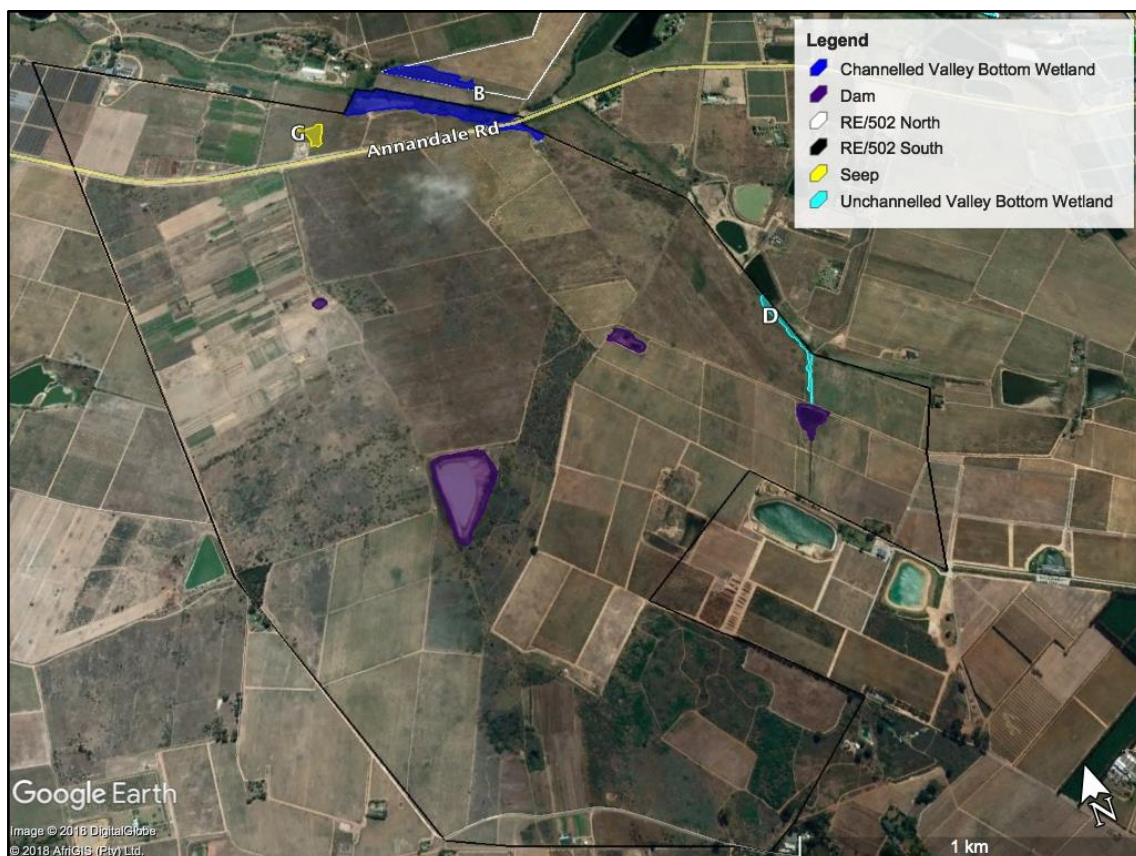 Legend
Channelled Valley Bottom Wetland
Dam
RE/502 North
RE/502 South
Seep
Unchannelled Valley Bottom Wetland
B
G
Annandale Rd
D
Google Earth
N
Image © 2018 DigitalGlobe
© 2018 AfriGIS (Pty) Ltd.
1 km